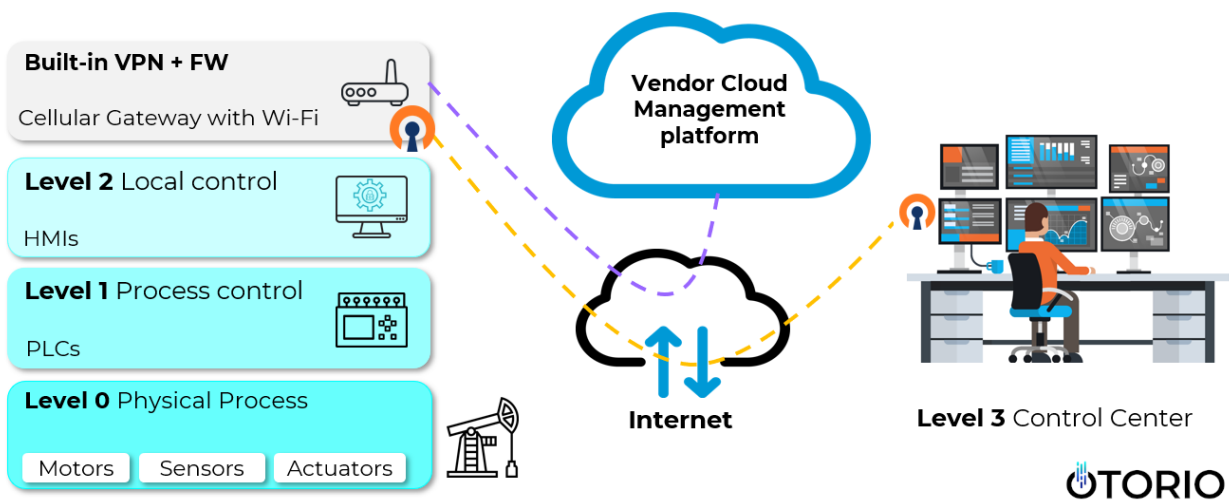 Built-in VPN + FW
Cellular Gateway with Wi-Fi
Level 2 Local control
HMIs
Level 1 Process control
PLCs
Level 0 Physical Process
Motors
Sensors
Actuators
Vendor Cloud
Management
platform
Internet
Level 3 Control Center
OTORIO